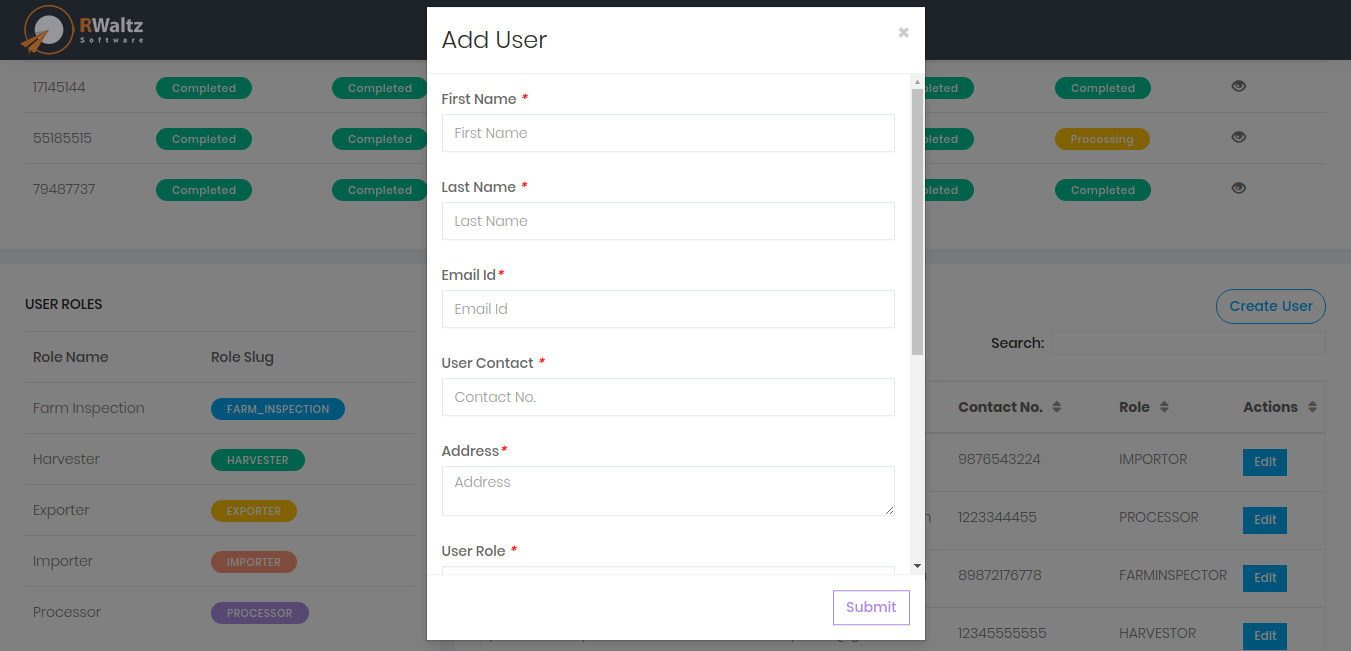 RWaltz
Software
Add User
×
17145144 Completed Completed Completed
55185515 Completed Completed Processing
79487737 Completed Completed Completed
First Name *
First Name
Last Name *
Last Name
Email Id*
Email Id
User Contact *
Contact No.
Address*
Address
User Role *
Submit
USER ROLES
Role Name Role Slug
Farm Inspection FARM_INSPECTION
Harvester HARVESTER
Exporter EXPORTER
Importer IMPORTER
Processor PROCESSOR
Create User
Search:
Contact No. Role Actions
9876543224 IMPORTOR Edit
1223344455 PROCESSOR Edit
89872176778 FARMINSPECTOR Edit
12345555555 HARVESTOR Edit